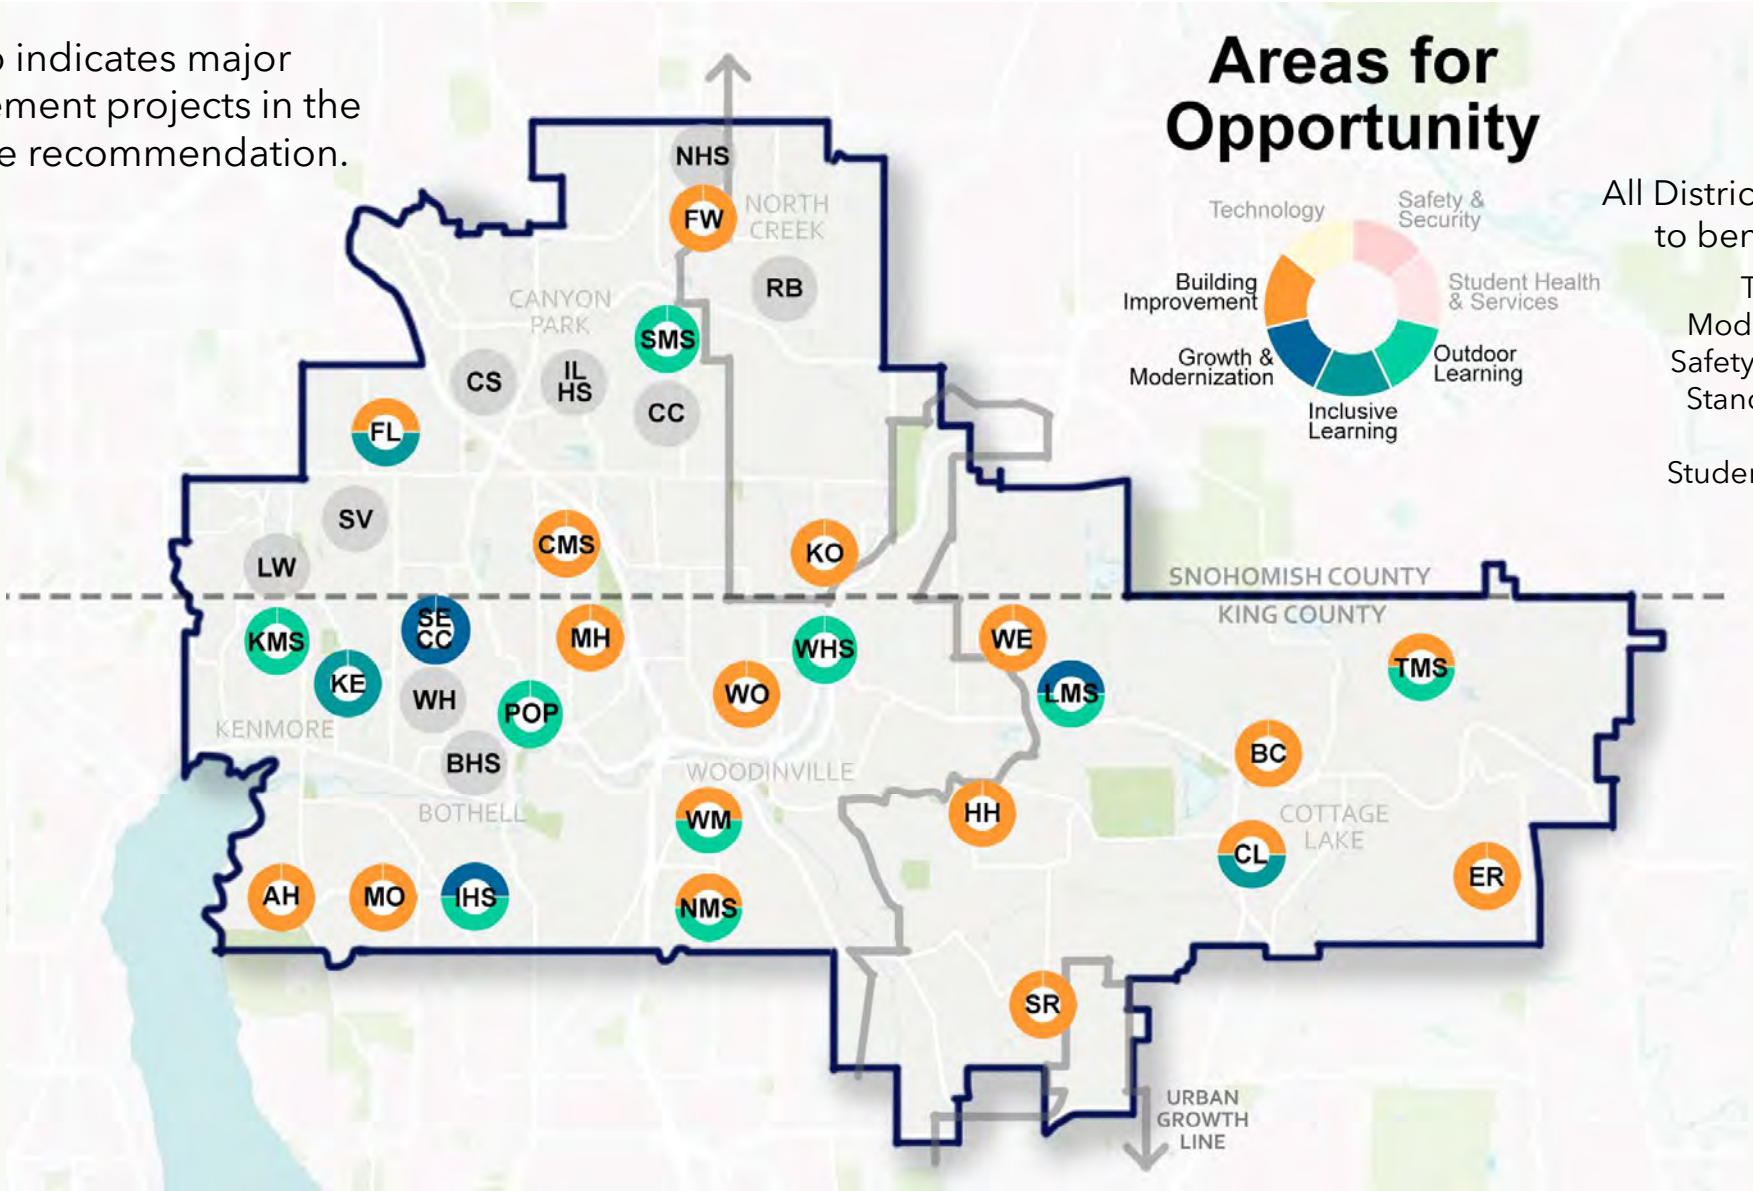 indicates major
ement projects in the
e recommendation.
Areas for
Opportunity
Technology
Safety &
Security
Building
Improvement
Student Health
& Services
Growth &
Modernization
Outdoor
Learning
Inclusive
Learning
All Distric
to ben
T
Mod
Safety
Stand
Studen
NHS
FW
NORTH
CREEK
RB
CANYON
PARK
SMS
CS
IL
HS
CC
FL
SV
CMS
KO
LW
SNOHOMISH COUNTY
KING COUNTY
KMS
SE
CC
MH
WHS
WE
TMS
KE
WH
POP
WO
LMS
KENMORE
BHS
BC
WOODINVILLE
BOTHELL
WM
HH
COTTAGE
LAKE
CL
ER
AH
MO
IHS
NMS
SR
URBAN
GROWTH
LINE